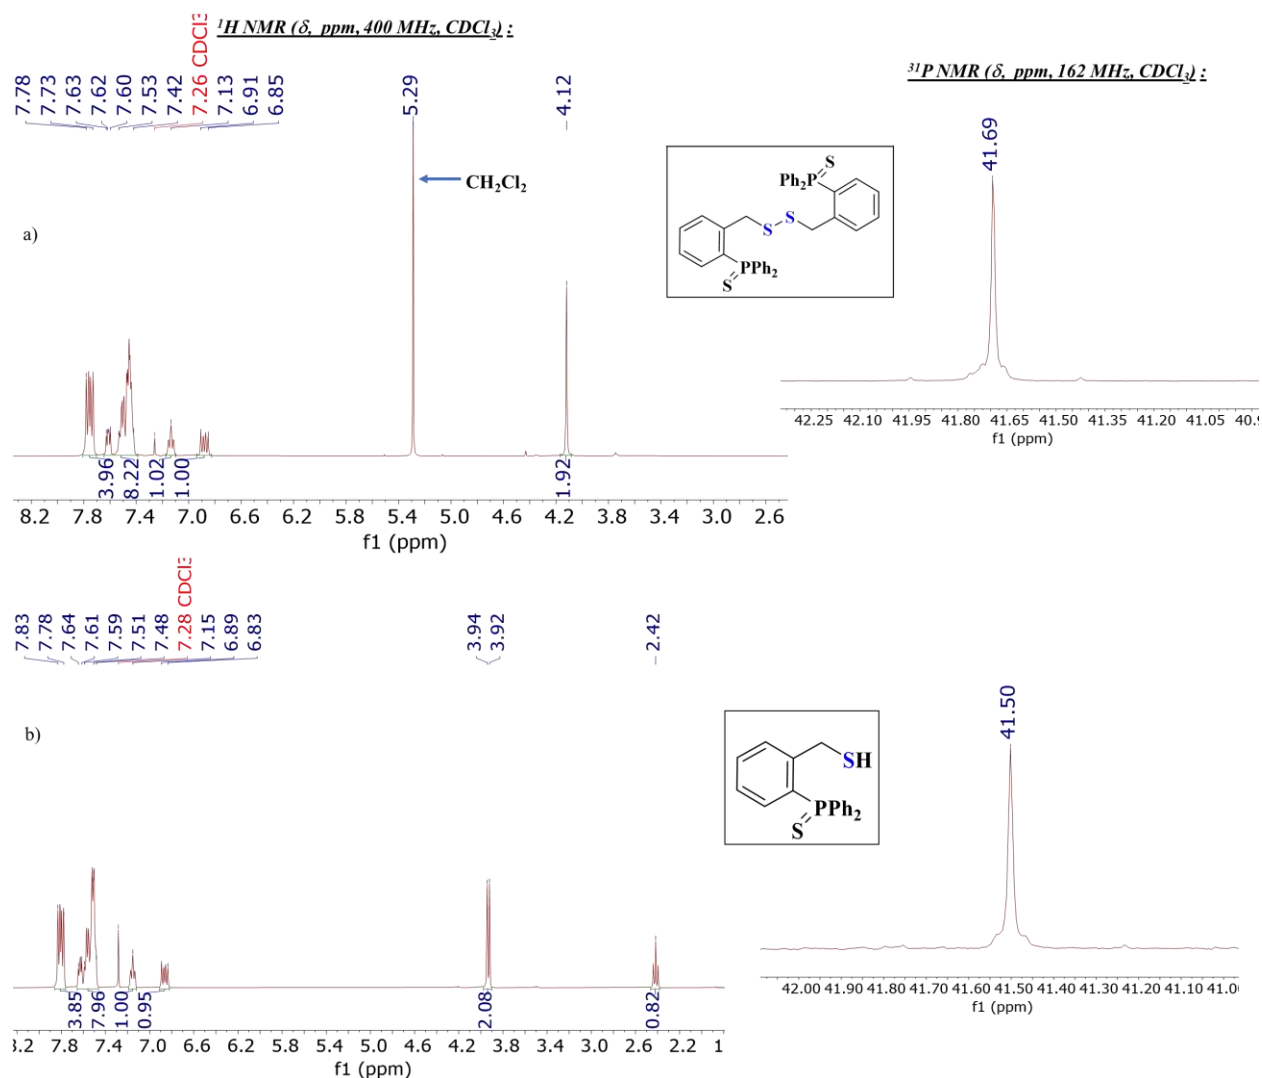 ¹H NMR (δ, ppm, 400 MHz, CDCl₃) :
7.78
7.73
7.63
7.62
7.60
7.53
7.42
7.26 CDCl3
7.13
6.91
6.85
5.29
4.12
CH₂Cl₂
a)
3.96
8.22
1.02
1.00
1.92
8.2 7.8 7.4 7.0 6.6 6.2 5.8 5.4 5.0 4.6 4.2 3.8 3.4 3.0 2.6
f1 (ppm)
³¹P NMR (δ, ppm, 162 MHz, CDCl₃) :
S
Ph₂P
S
S
PPh₂
S
41.69
42.25 42.10 41.95 41.80 41.65 41.50 41.35 41.20 41.05 40.9
f1 (ppm)
7.83
7.78
7.64
7.61
7.59
7.51
7.48
7.28 CDCl3
7.15
6.89
6.83
3.94
3.92
2.42
b)
3.85
7.96
1.00
0.95
2.08
0.82
3.2 7.8 7.4 7.0 6.6 6.2 5.8 5.4 5.0 4.6 4.2 3.8 3.4 3.0 2.6 2.2 1
f1 (ppm)
SH
PPh₂
S
41.50
42.00 41.90 41.80 41.70 41.60 41.50 41.40 41.30 41.20 41.10 41.0
f1 (ppm)